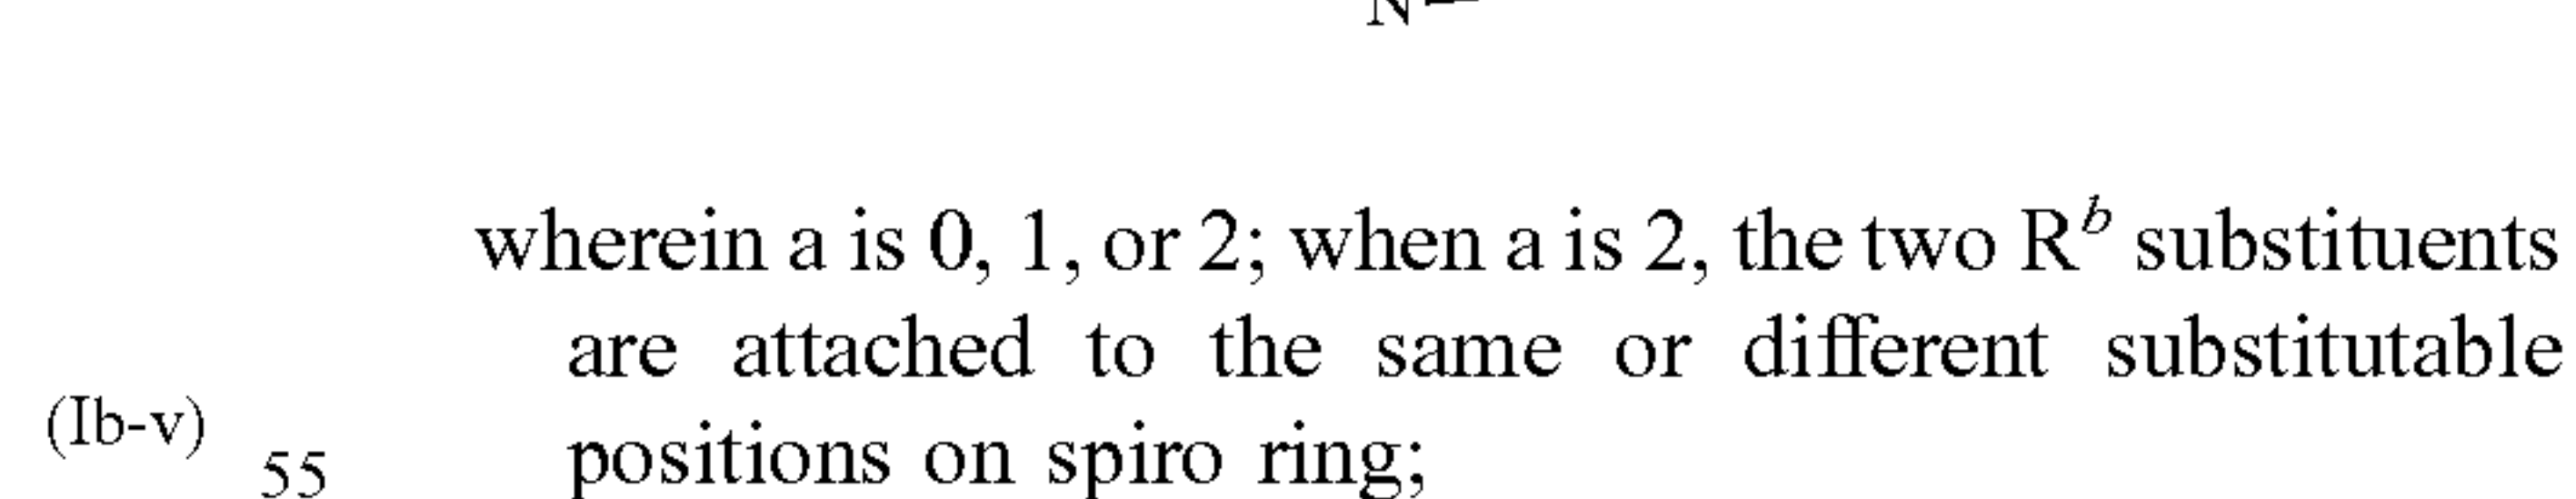 N
wherein a is 0, 1, or 2; when a is 2, the two R^b substituents
are attached to the same or different substitutable
(Ib-v)
55
positions on spiro ring;